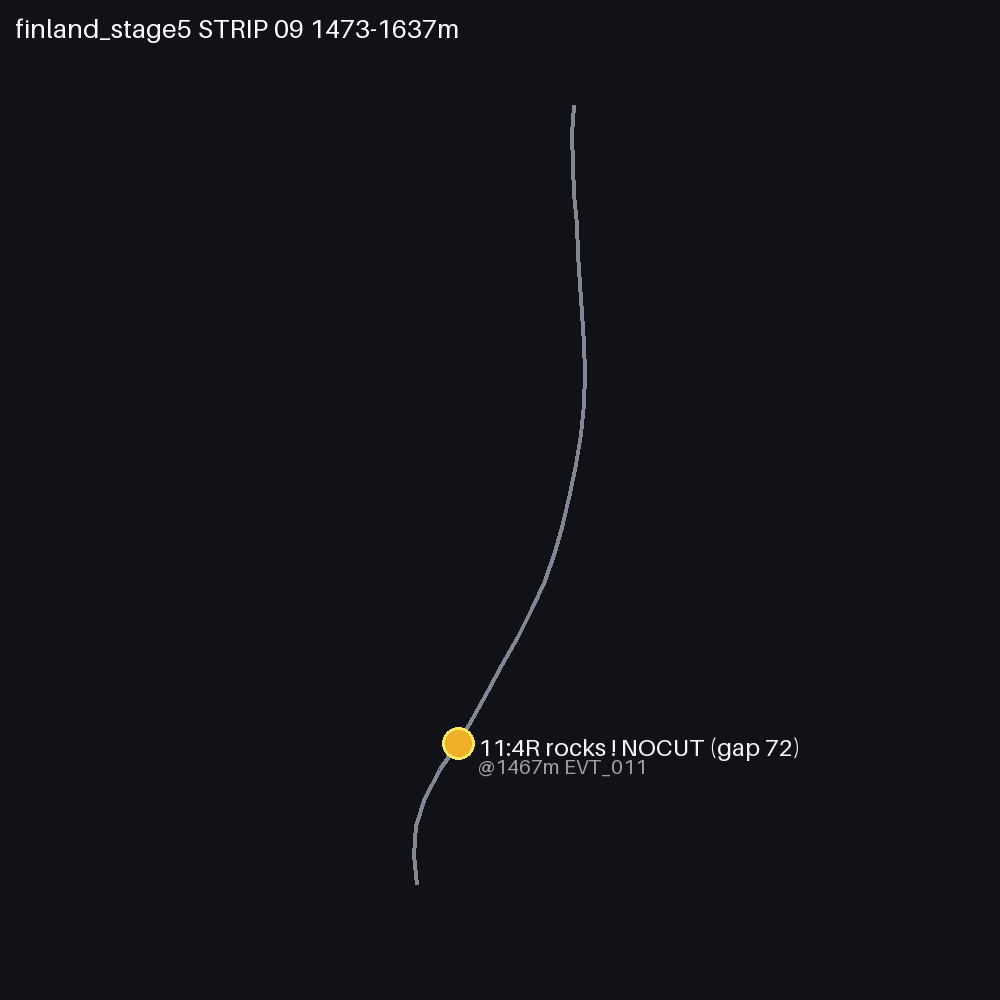 finland_stage5 STRIP 09 1473-1637m
11:4R rocks ! NOCUT (gap 72)
@1467m EVT_011